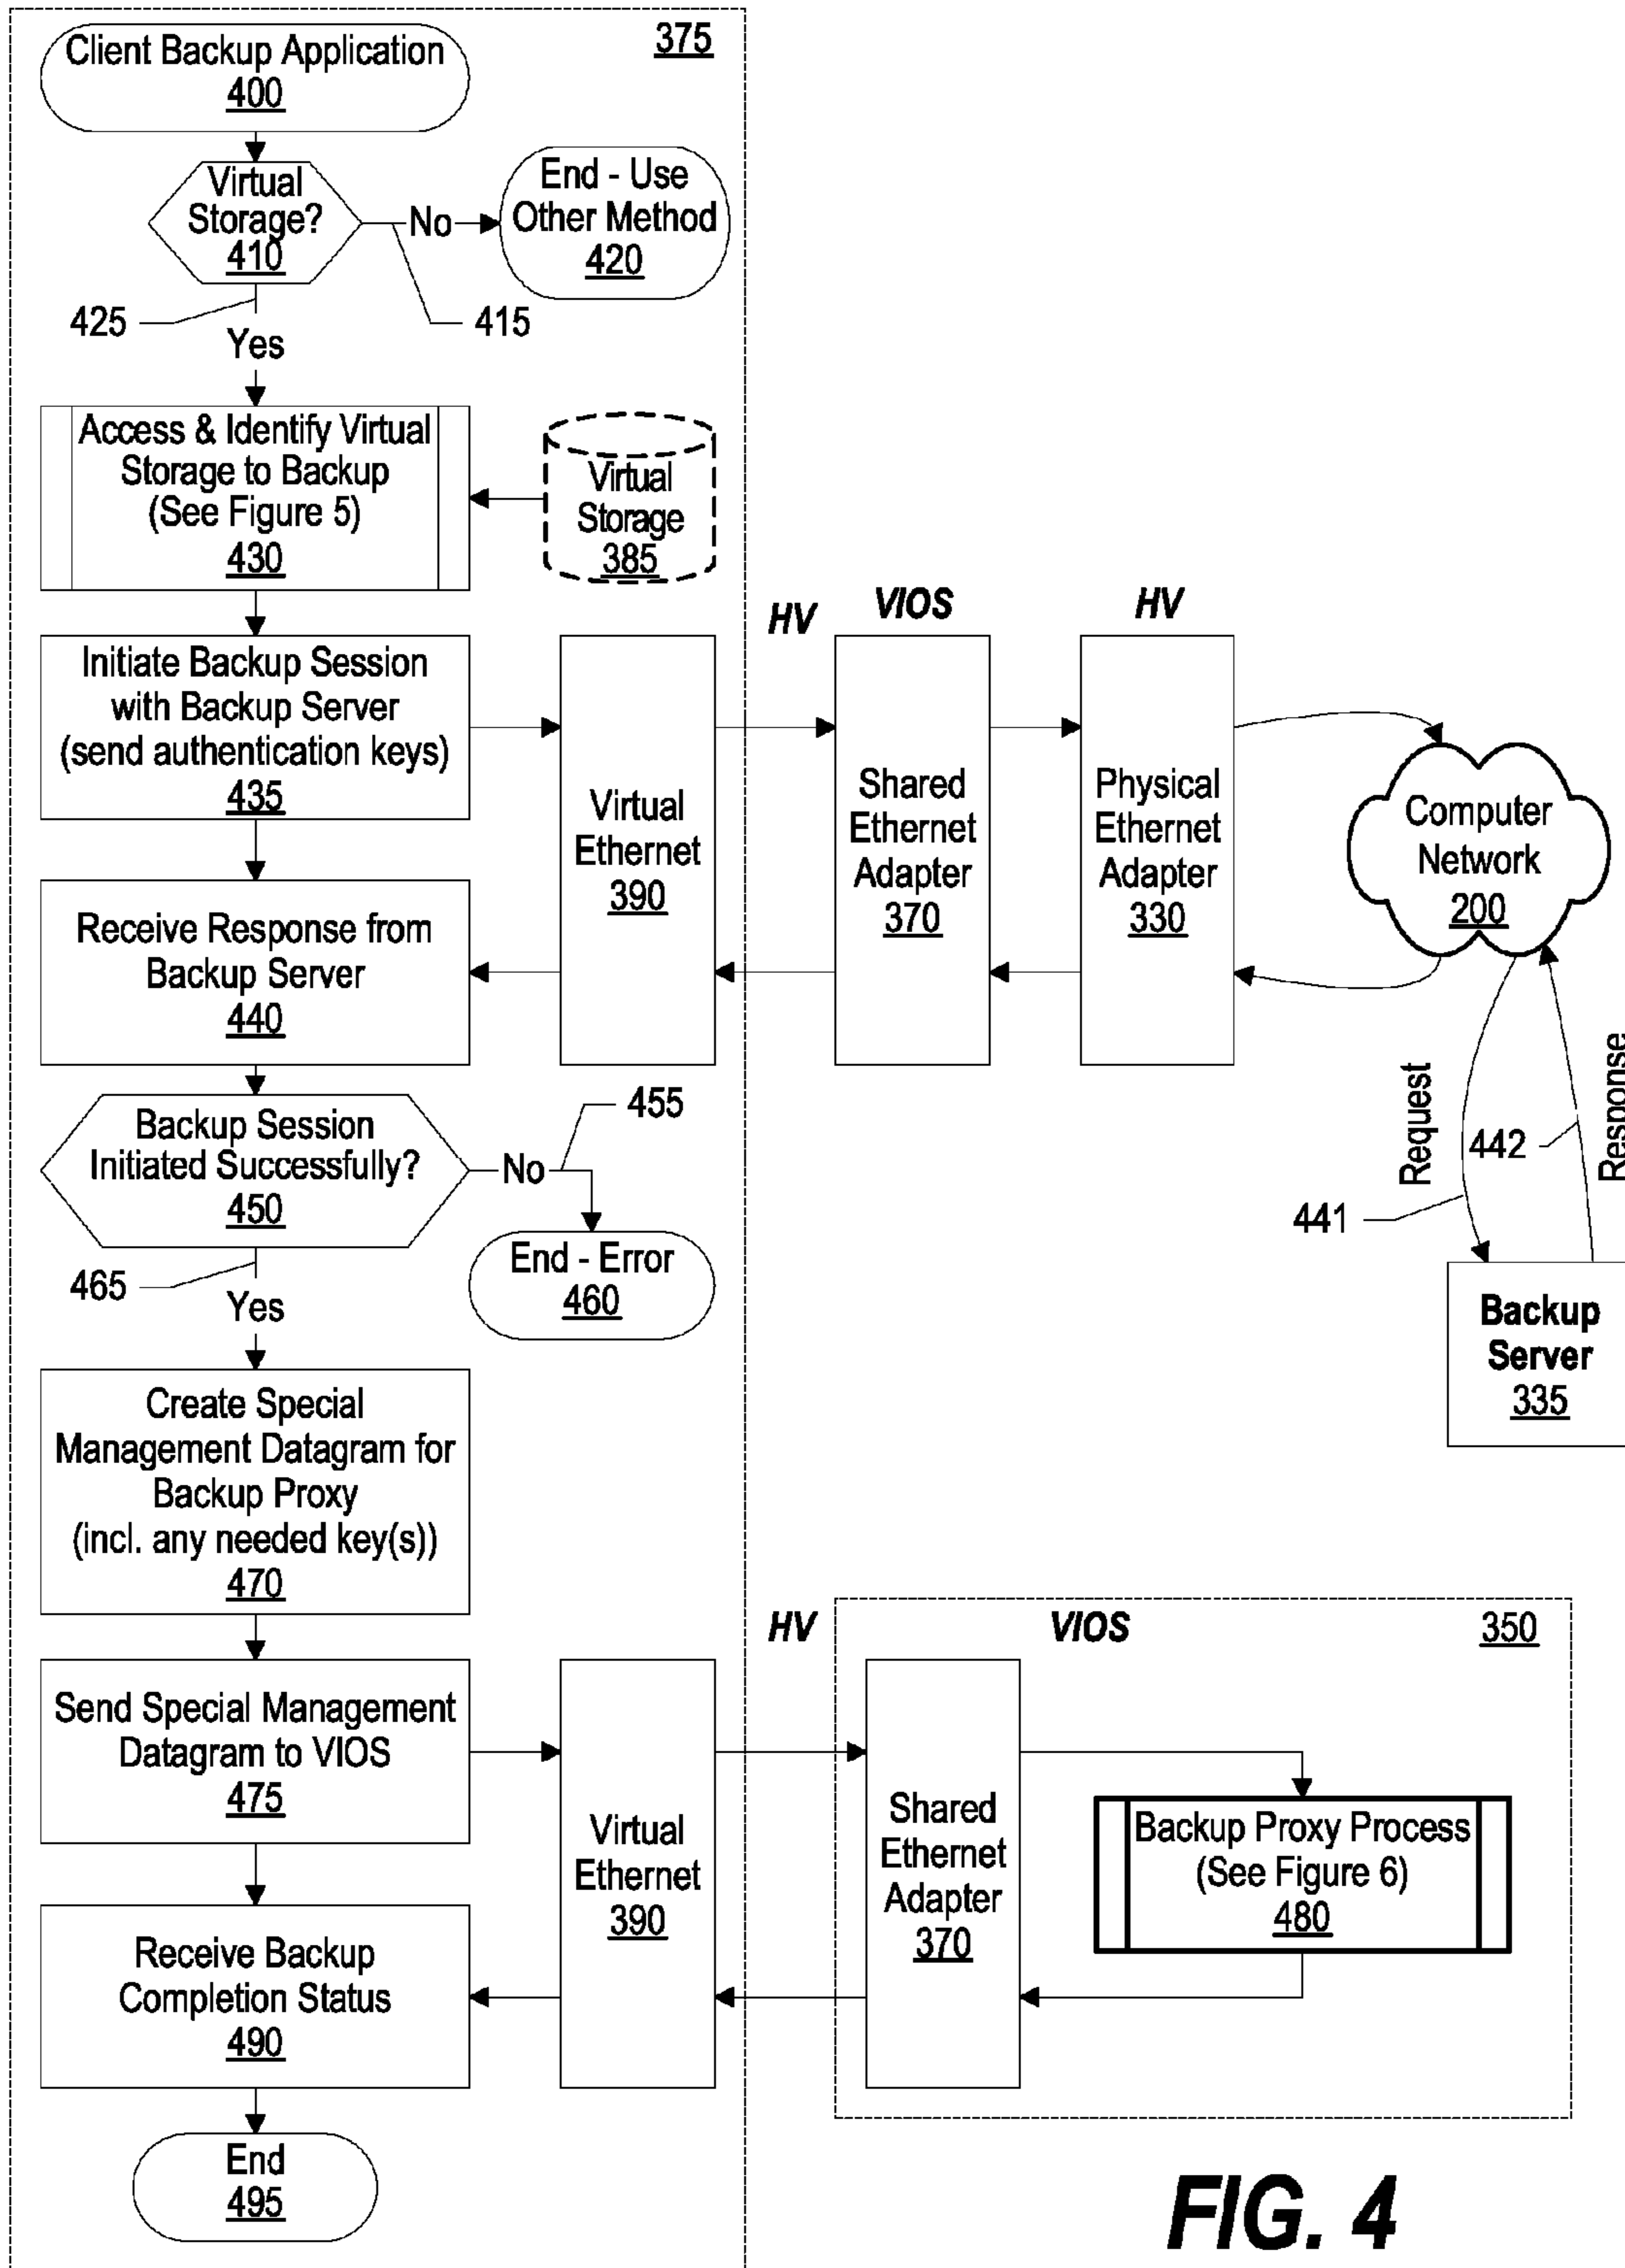 375
Client Backup Application
400
Virtual
Storage?
410
No
End - Use
Other Method
420
425
415
Yes
Access & Identify Virtual
Storage to Backup
(See Figure 5)
430
Virtual
Storage
385
HV
VIOS
HV
Initiate Backup Session
with Backup Server
(send authentication keys)
435
Virtual
Ethernet
390
Shared
Ethernet
Adapter
370
Physical
Ethernet
Adapter
330
Computer
Network
200
Receive Response from
Backup Server
440
Request
441
442
Response
Backup
Server
335
Backup Session
Initiated Successfully?
450
No
455
End - Error
460
465
Yes
Create Special
Management Datagram for
Backup Proxy
(incl. any needed key(s))
470
HV
VIOS
350
Send Special Management
Datagram to VIOS
475
Virtual
Ethernet
390
Shared
Ethernet
Adapter
370
Backup Proxy Process
(See Figure 6)
480
Receive Backup
Completion Status
490
End
495
FIG. 4